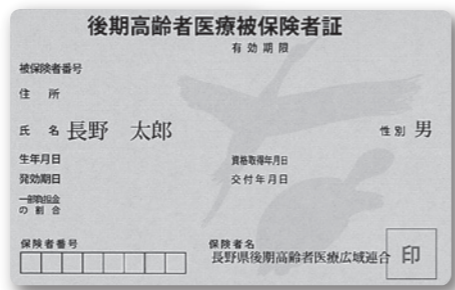 後期高齢者医療被保険者証
有効期限
被保険者番号
住 所
氏 名 長野 太郎 性別 男
生年月日 資格取得年月日
発効期日 交付年月日
一部負担金
の割合
保険者番号 保険者名
長野県後期高齢者医療広域連合 印